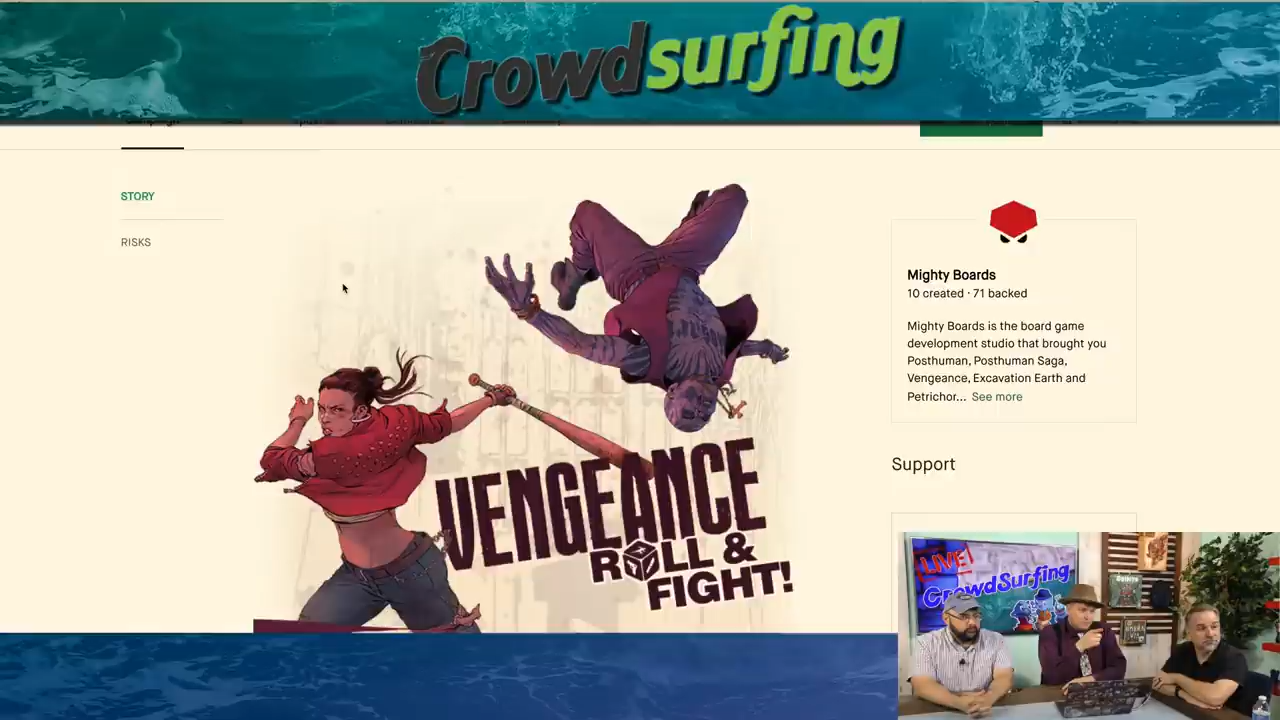 Crowdsurfing
STORY
RISKS
VENGEANCE
ROLL &
FIGHT!
Mighty Boards
10 created · 71 backed
Mighty Boards is the board game
development studio that brought you
Posthuman, Posthuman Saga,
Vengeance, Excavation Earth and
Petrichor... See more
Support
LIVE!
CrowdSurfing